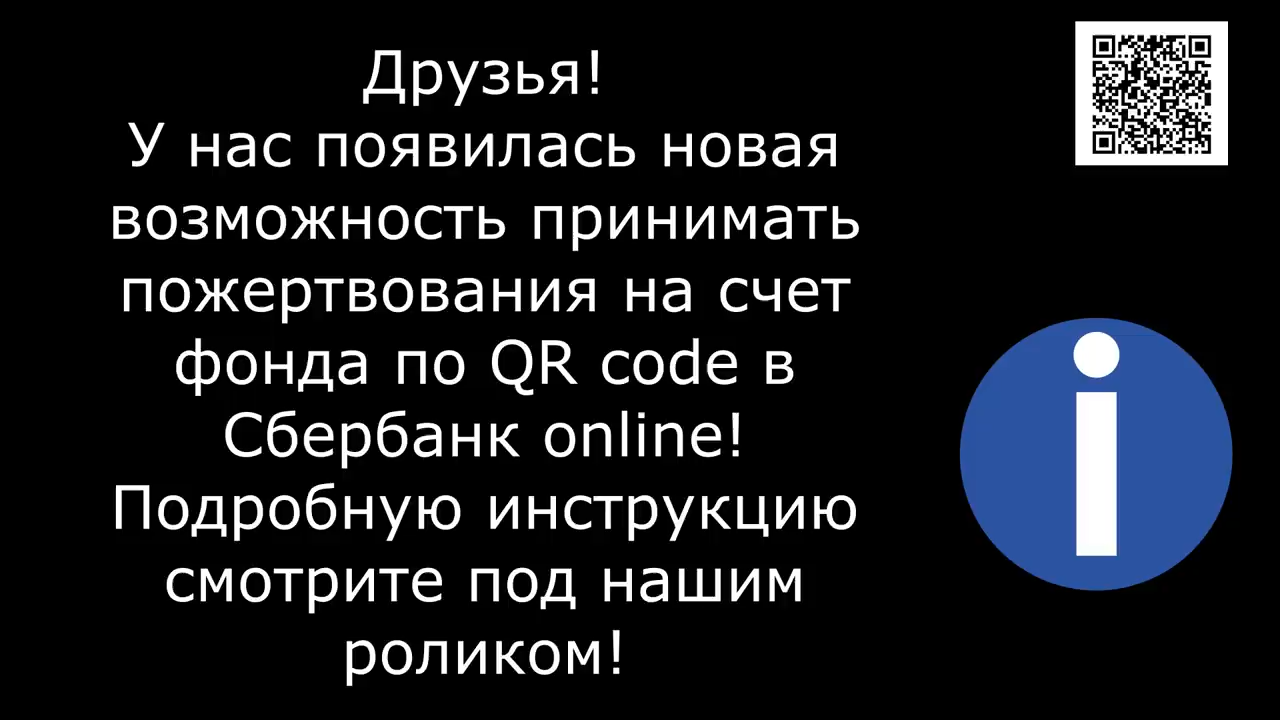 Друзья!
У нас появилась новая
возможность принимать
пожертвования на счет
фонда по QR code в
Сбербанк online!
Подробную инструкцию
смотрите под нашим
роликом!